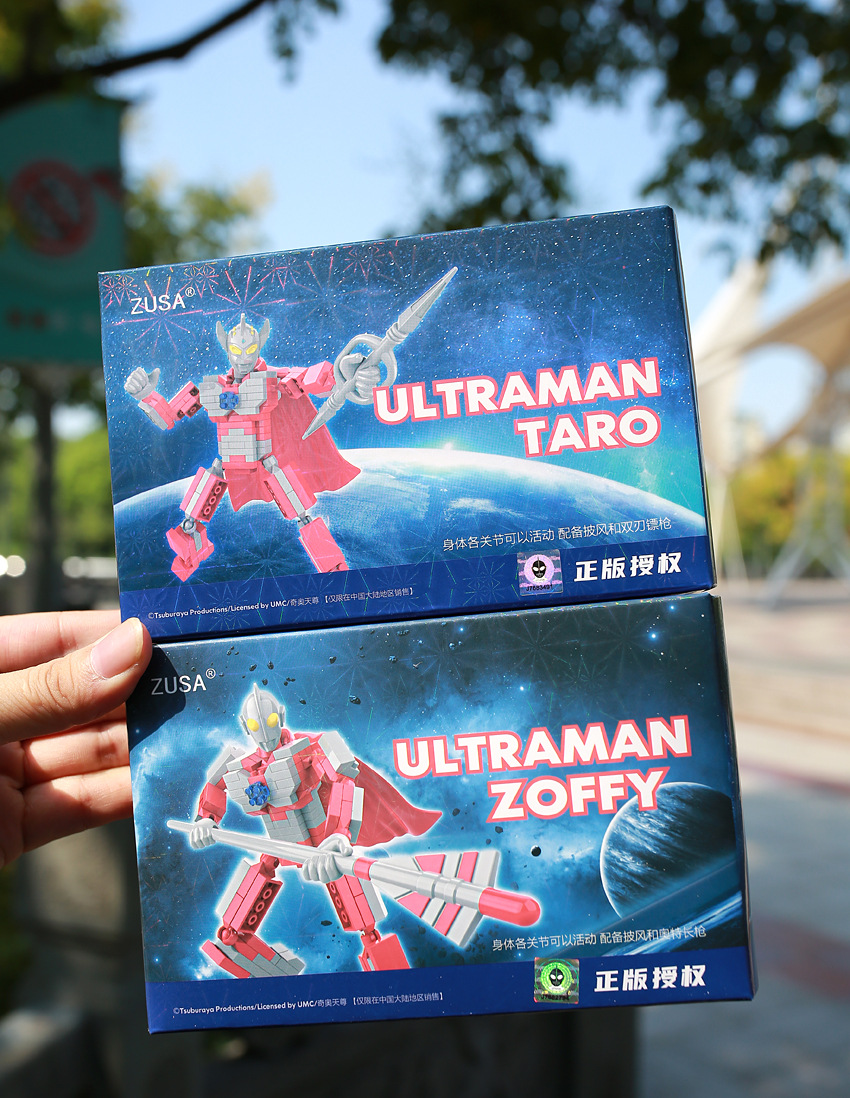 ZUSA®
ULTRAMAN
TARO
身体各关节可以活动 配备披风和双刃镖枪
J7683491
正版授权
©Tsuburaya Productions/Licensed by UMC/奇奥天尊 【仅限在中国大陆地区销售】
ZUSA®
ULTRAMAN
ZOFFY
身体各关节可以活动 配备披风和奥特长枪
J7682794
正版授权
©Tsuburaya Productions/Licensed by UMC/奇奥天尊 【仅限在中国大陆地区销售】